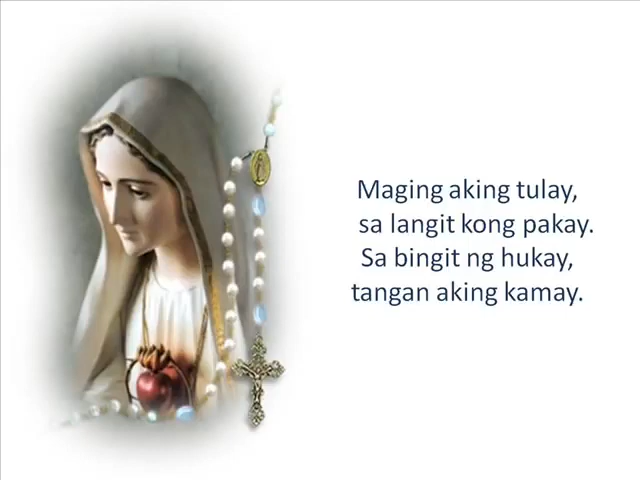 Maging aking tulay,
sa langit kong pakay.
Sa bingit ng hukay,
tangan aking kamay.